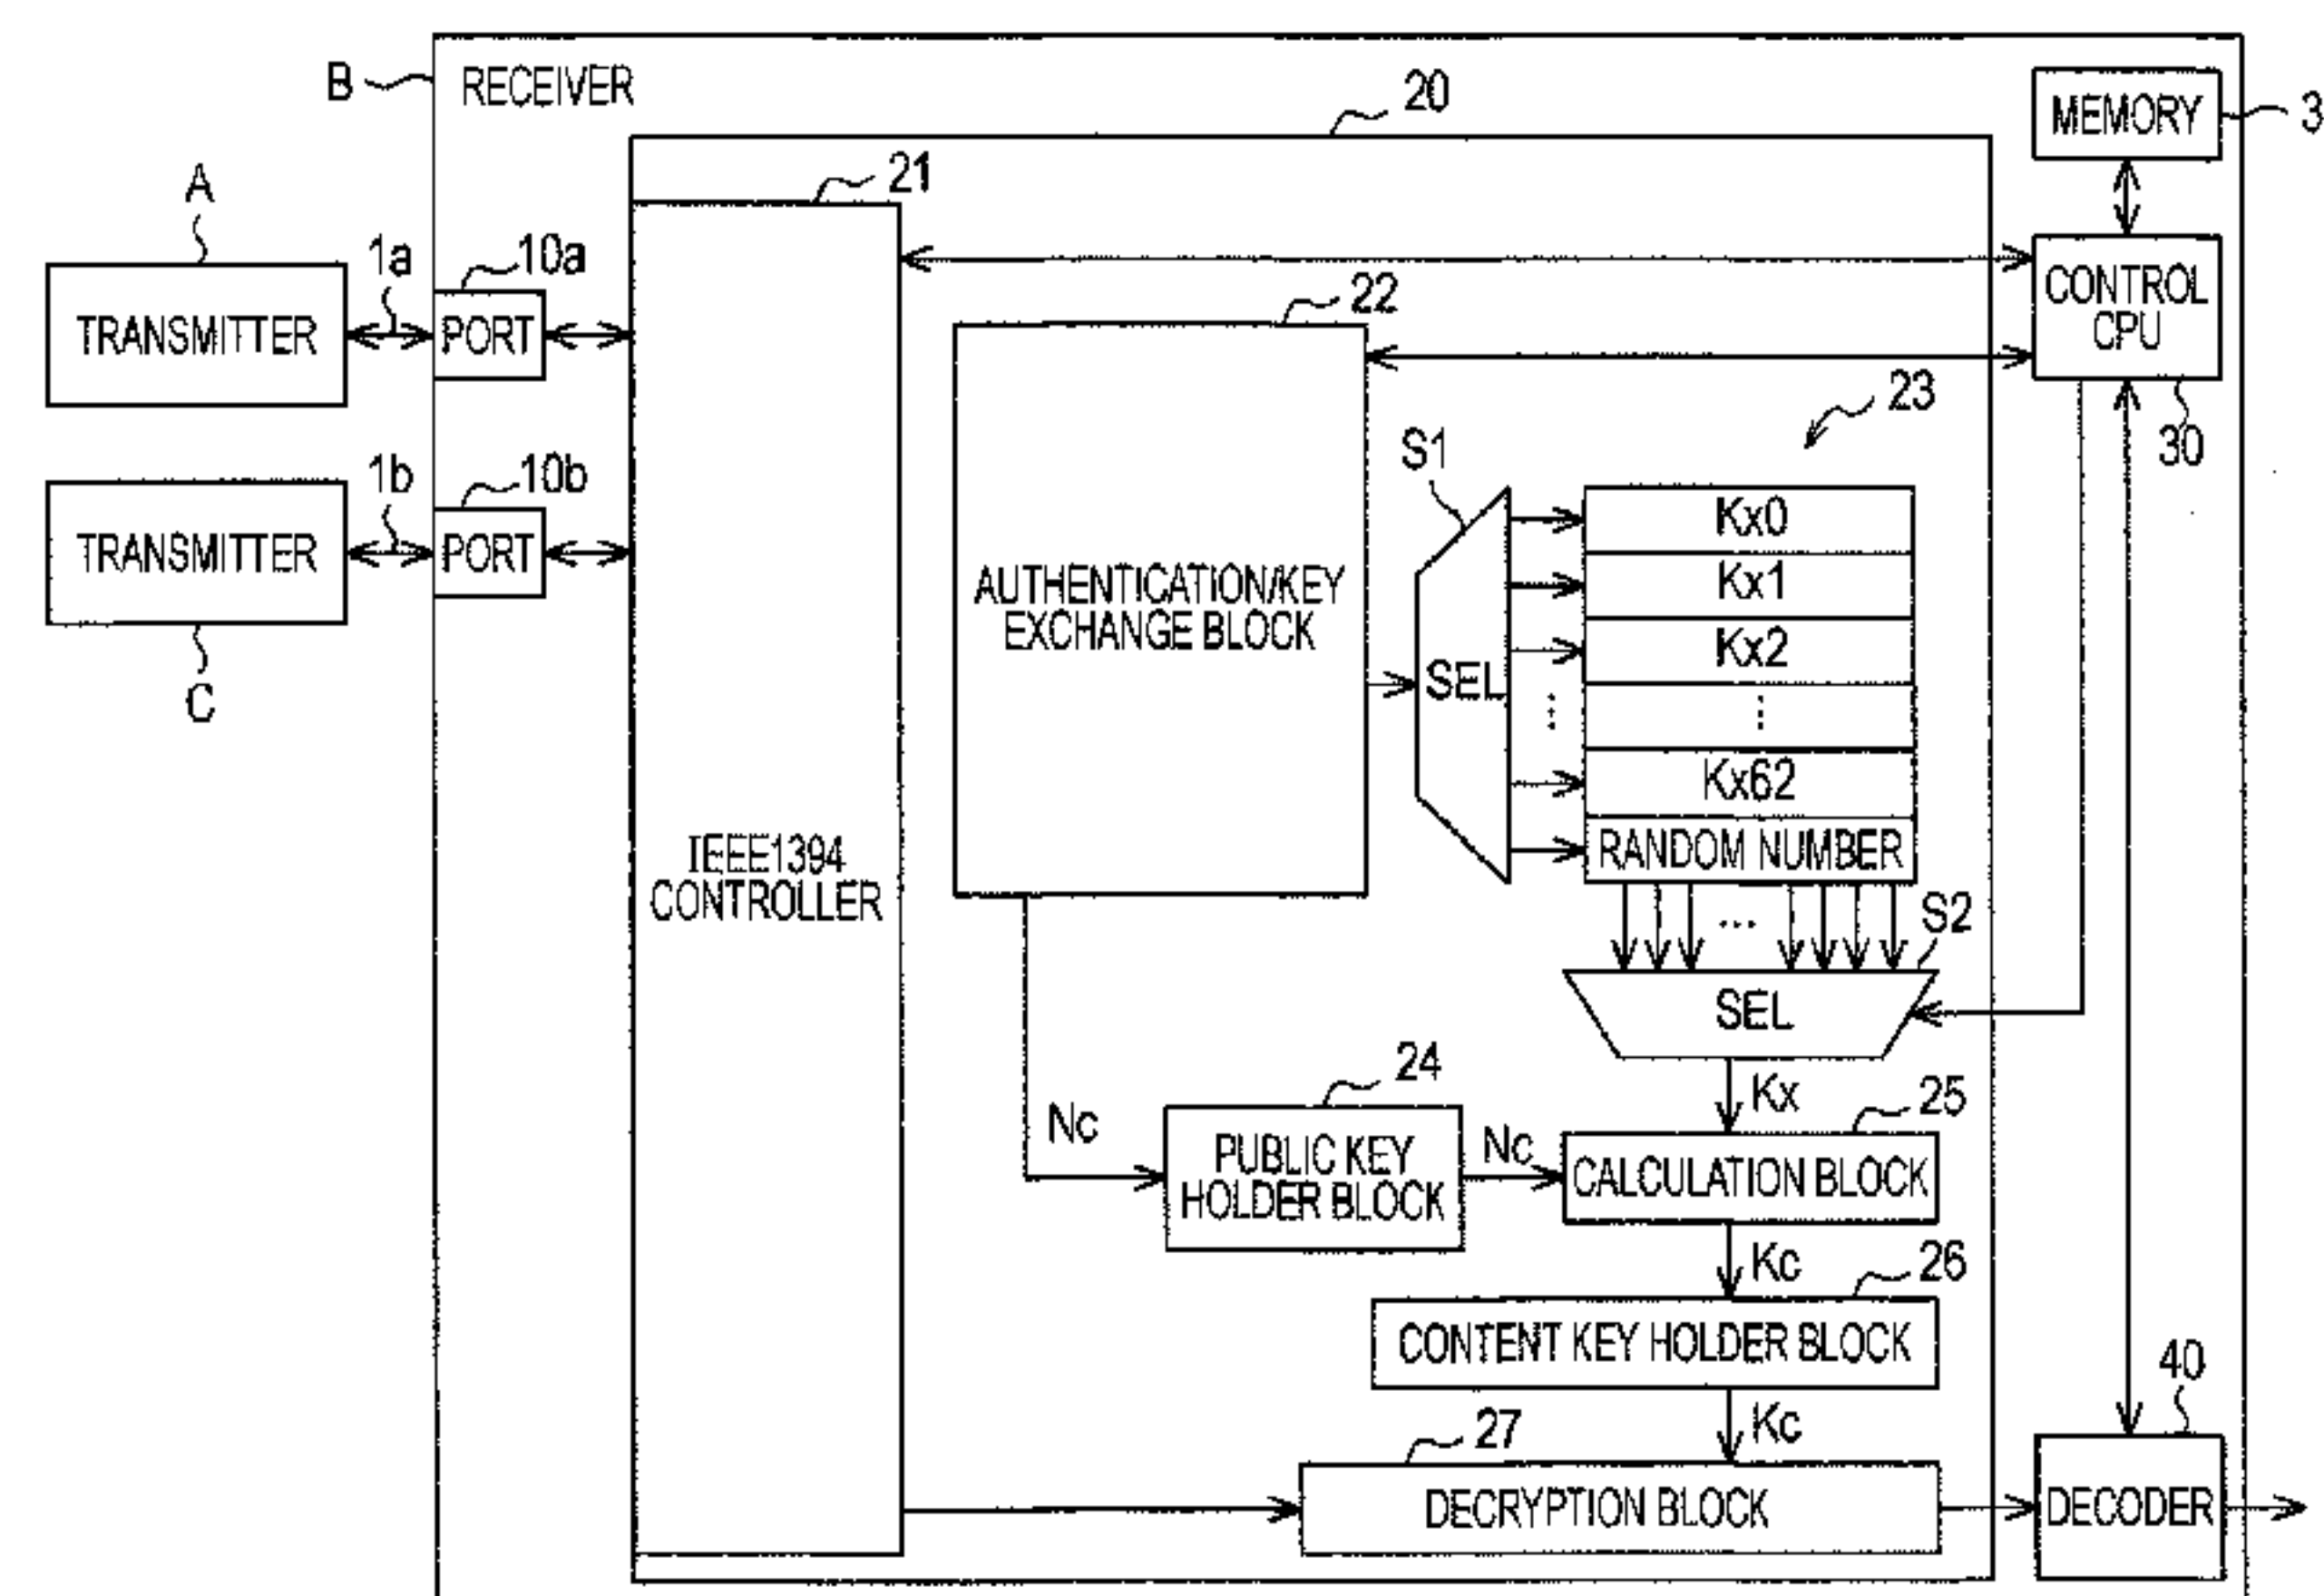 B
RECEIVER
20
MEMORY
3
A
21
1a
10a
22
CONTROL
CPU
TRANSMITTER
PORT
23
30
1b
10b
S1
TRANSMITTER
PORT
C
Kx0
Kx1
Kx2
⋮
⋮
Kx62
RANDOM NUMBER
AUTHENTICATION/KEY
EXCHANGE BLOCK
SEL
IEEE1394
CONTROLLER
...
S2
SEL
24
Kx
25
Nc
PUBLIC KEY
HOLDER BLOCK
Nc
CALCULATION BLOCK
Kc
26
CONTENT KEY HOLDER BLOCK
40
27
Kc
DECRYPTION BLOCK
DECODER